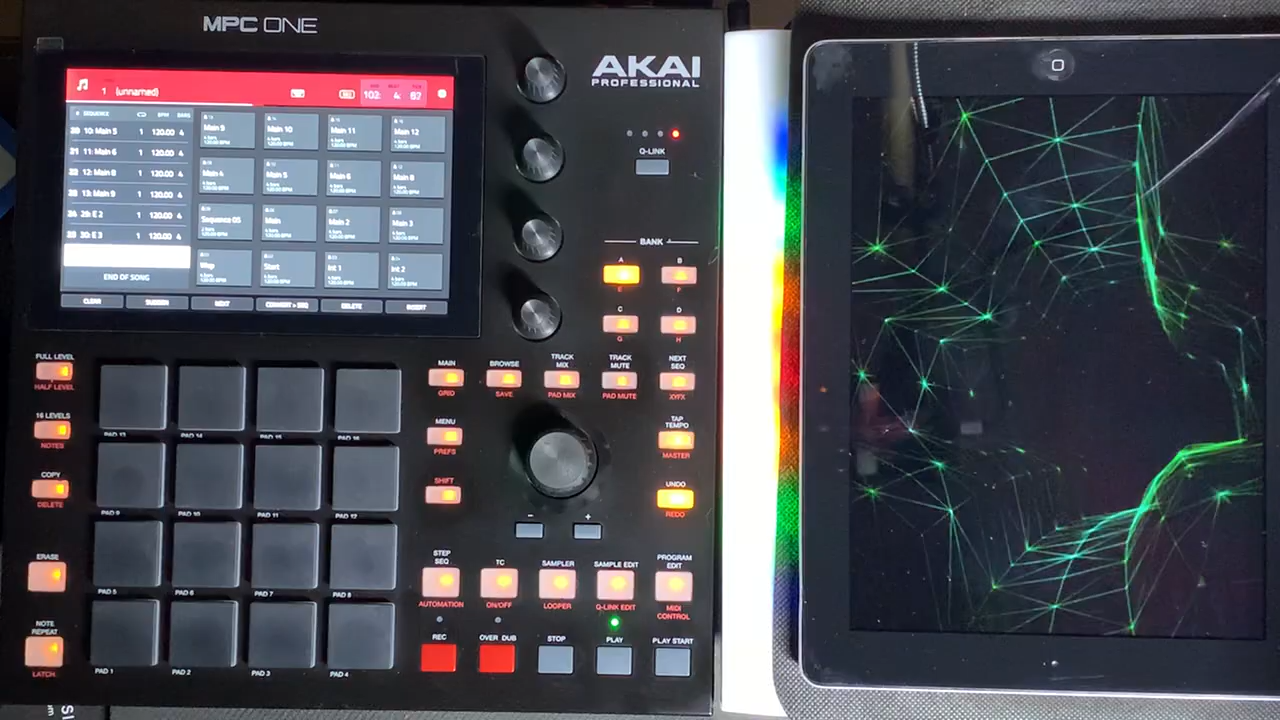 MPC ONE
AKAI
PROFESSIONAL
1 (unnamed)
102: 4: 82
# SEQUENCE BPM BARS
20 10: Main 5 1 120.00 4
21 11: Main 6 1 120.00 4
22 12: Main 8 1 120.00 4
23 13: Main 9 1 120.00 4
24 29: E 2 1 120.00 4
25 30: E 3 1 120.00 4
END OF SONG
Main 9 Main 10 Main 11 Main 12
Main 4 Main 5 Main 6 Main 8
Sequence 05 Main Main 2 Main 3
Start Int 1 Int 2
CLEAR SUDDEN NEXT CONVERT > SEQ DELETE INSERT
Q-LINK
BANK
A B
E F
C D
G H
FULL LEVEL
HALF LEVEL
16 LEVELS
NOTES
COPY
DELETE
ERASE
NOTE
REPEAT
LATCH
PAD 13 PAD 14 PAD 15 PAD 16
PAD 9 PAD 10 PAD 11 PAD 12
PAD 5 PAD 6 PAD 7 PAD 8
PAD 1 PAD 2 PAD 3 PAD 4
MAIN
GRID
BROWSE
SAVE
TRACK
MIX
PAD MIX
TRACK
MUTE
PAD MUTE
NEXT
SEQ
XYFX
MENU
PREFS
TAP
TEMPO
MASTER
SHIFT
UNDO
REDO
− +
STEP
SEQ
AUTOMATION
TC
ON/OFF
SAMPLER
LOOPER
SAMPLE EDIT
Q-LINK EDIT
PROGRAM
EDIT
MIDI
CONTROL
REC OVER DUB STOP PLAY PLAY START